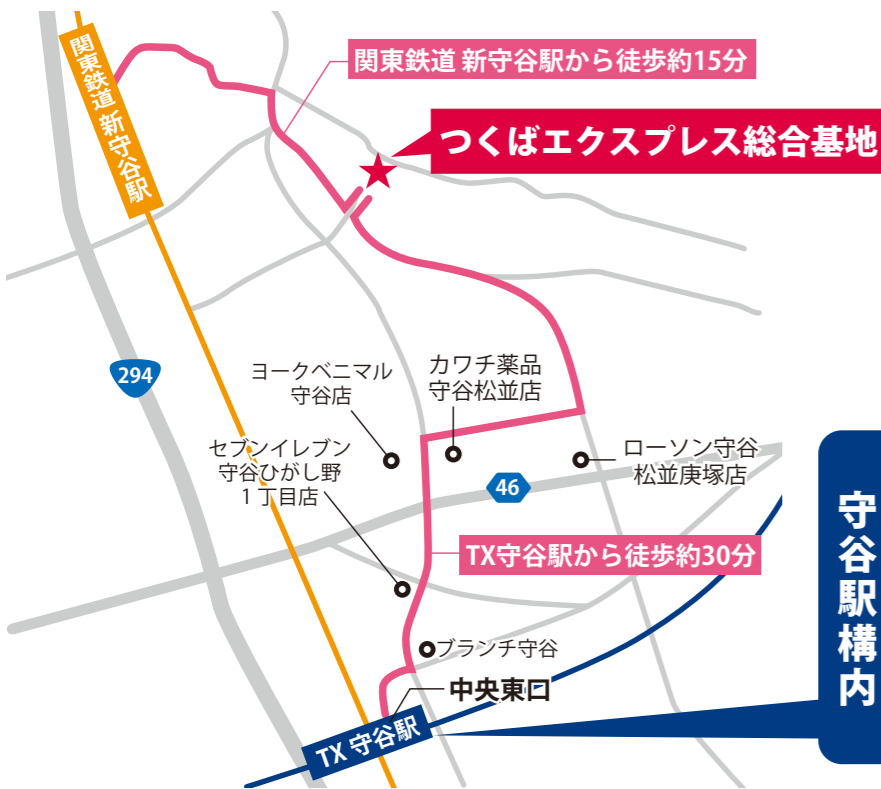 関東鉄道 新守谷駅
関東鉄道 新守谷駅から徒歩約15分
つくばエクスプレス総合基地
294
ヨークベニマル
守谷店
カワチ薬品
守谷松並店
セブンイレブン
守谷ひがし野
1丁目店
ローソン守谷
松並庚塚店
46
TX守谷駅から徒歩約30分
守谷駅構内
ブランチ守谷
中央東口
TX 守谷駅